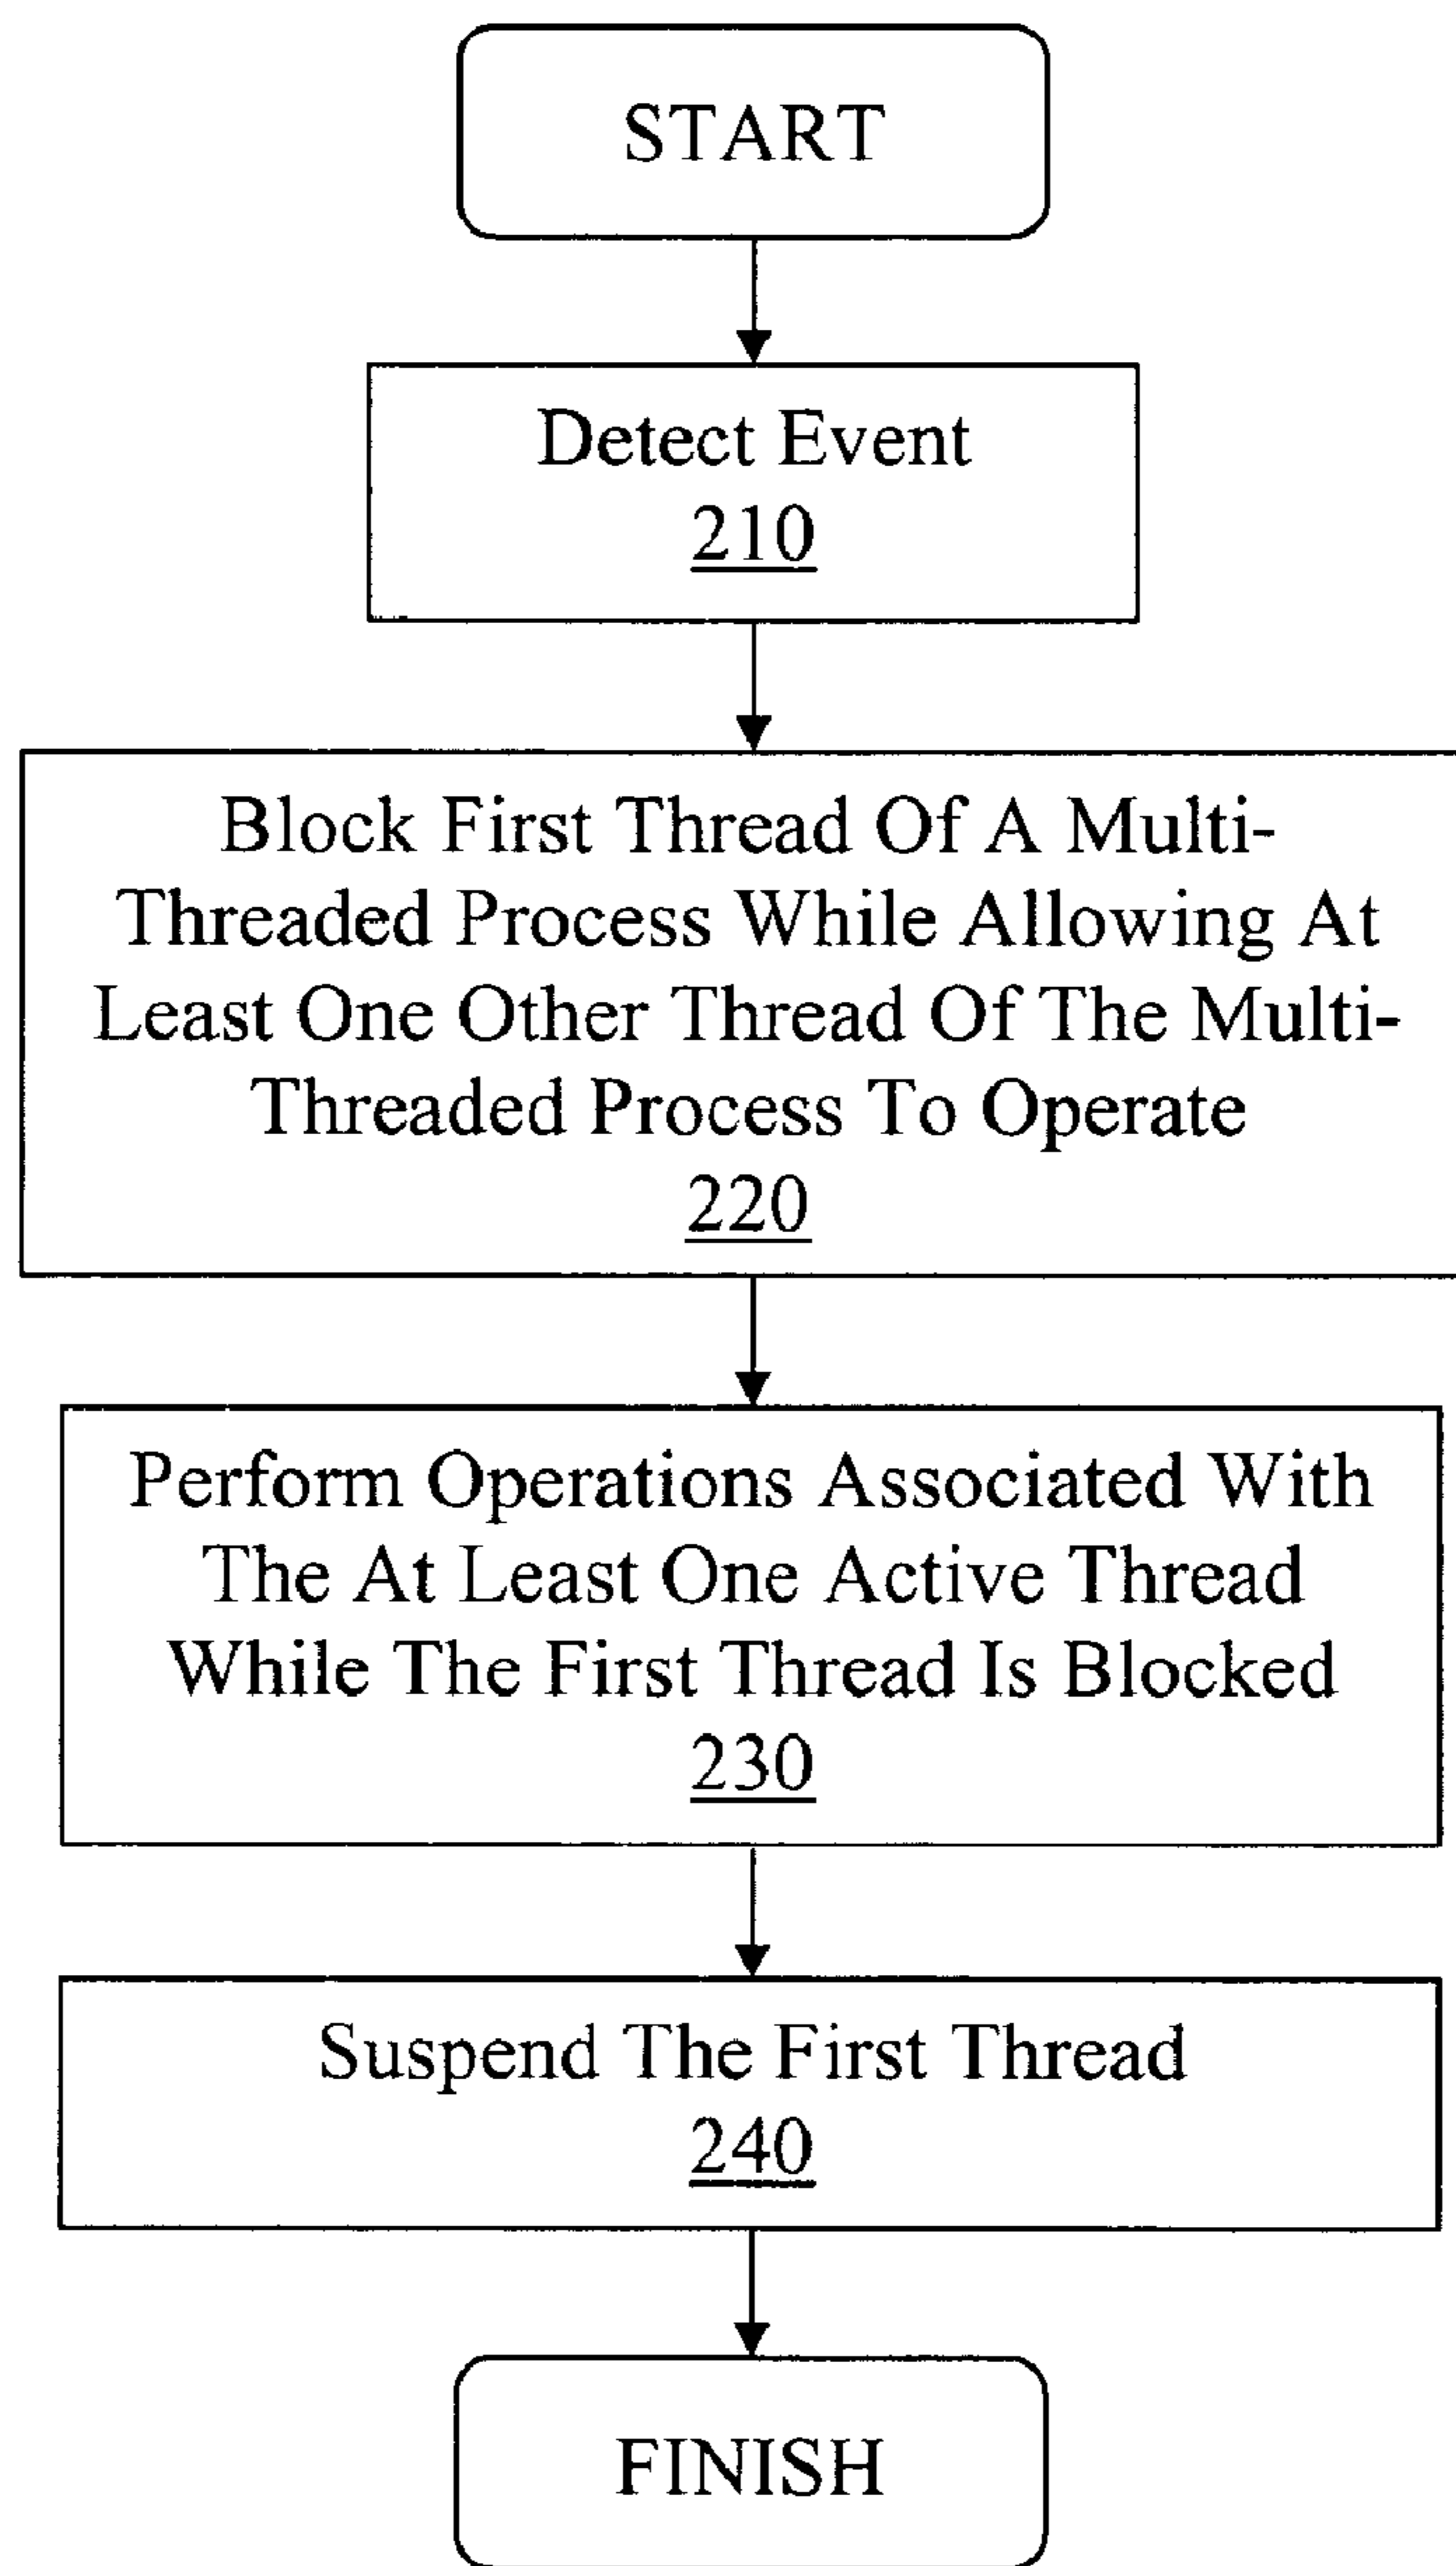 START
Detect Event
210
Block First Thread Of A Multi-
Threaded Process While Allowing At
Least One Other Thread Of The Multi-
Threaded Process To Operate
220
Perform Operations Associated With
The At Least One Active Thread
While The First Thread Is Blocked
230
Suspend The First Thread
240
FINISH